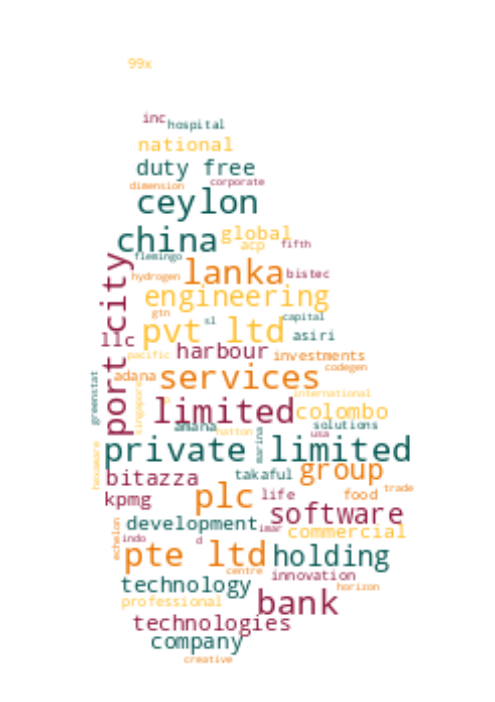 99x
inc hospital
national
duty free
dimension corporate
ceylon
china global
acp fifth
flemingo
hydrogen lanka bistec
engineering
gtn sl capital
pvt ltd asiri
llc harbour
pacific investments
codegen
adana services
port city
greenstat
singapore
international
limited colombo
amana hatton solutions
marina usa
private limited
hexaware
bitazza takaful group
kpmg plc life food trade
software
development imar commercial
echelon indo d
pte ltd holding
centre innovation
technology horizon
professional bank
technologies
company
creative